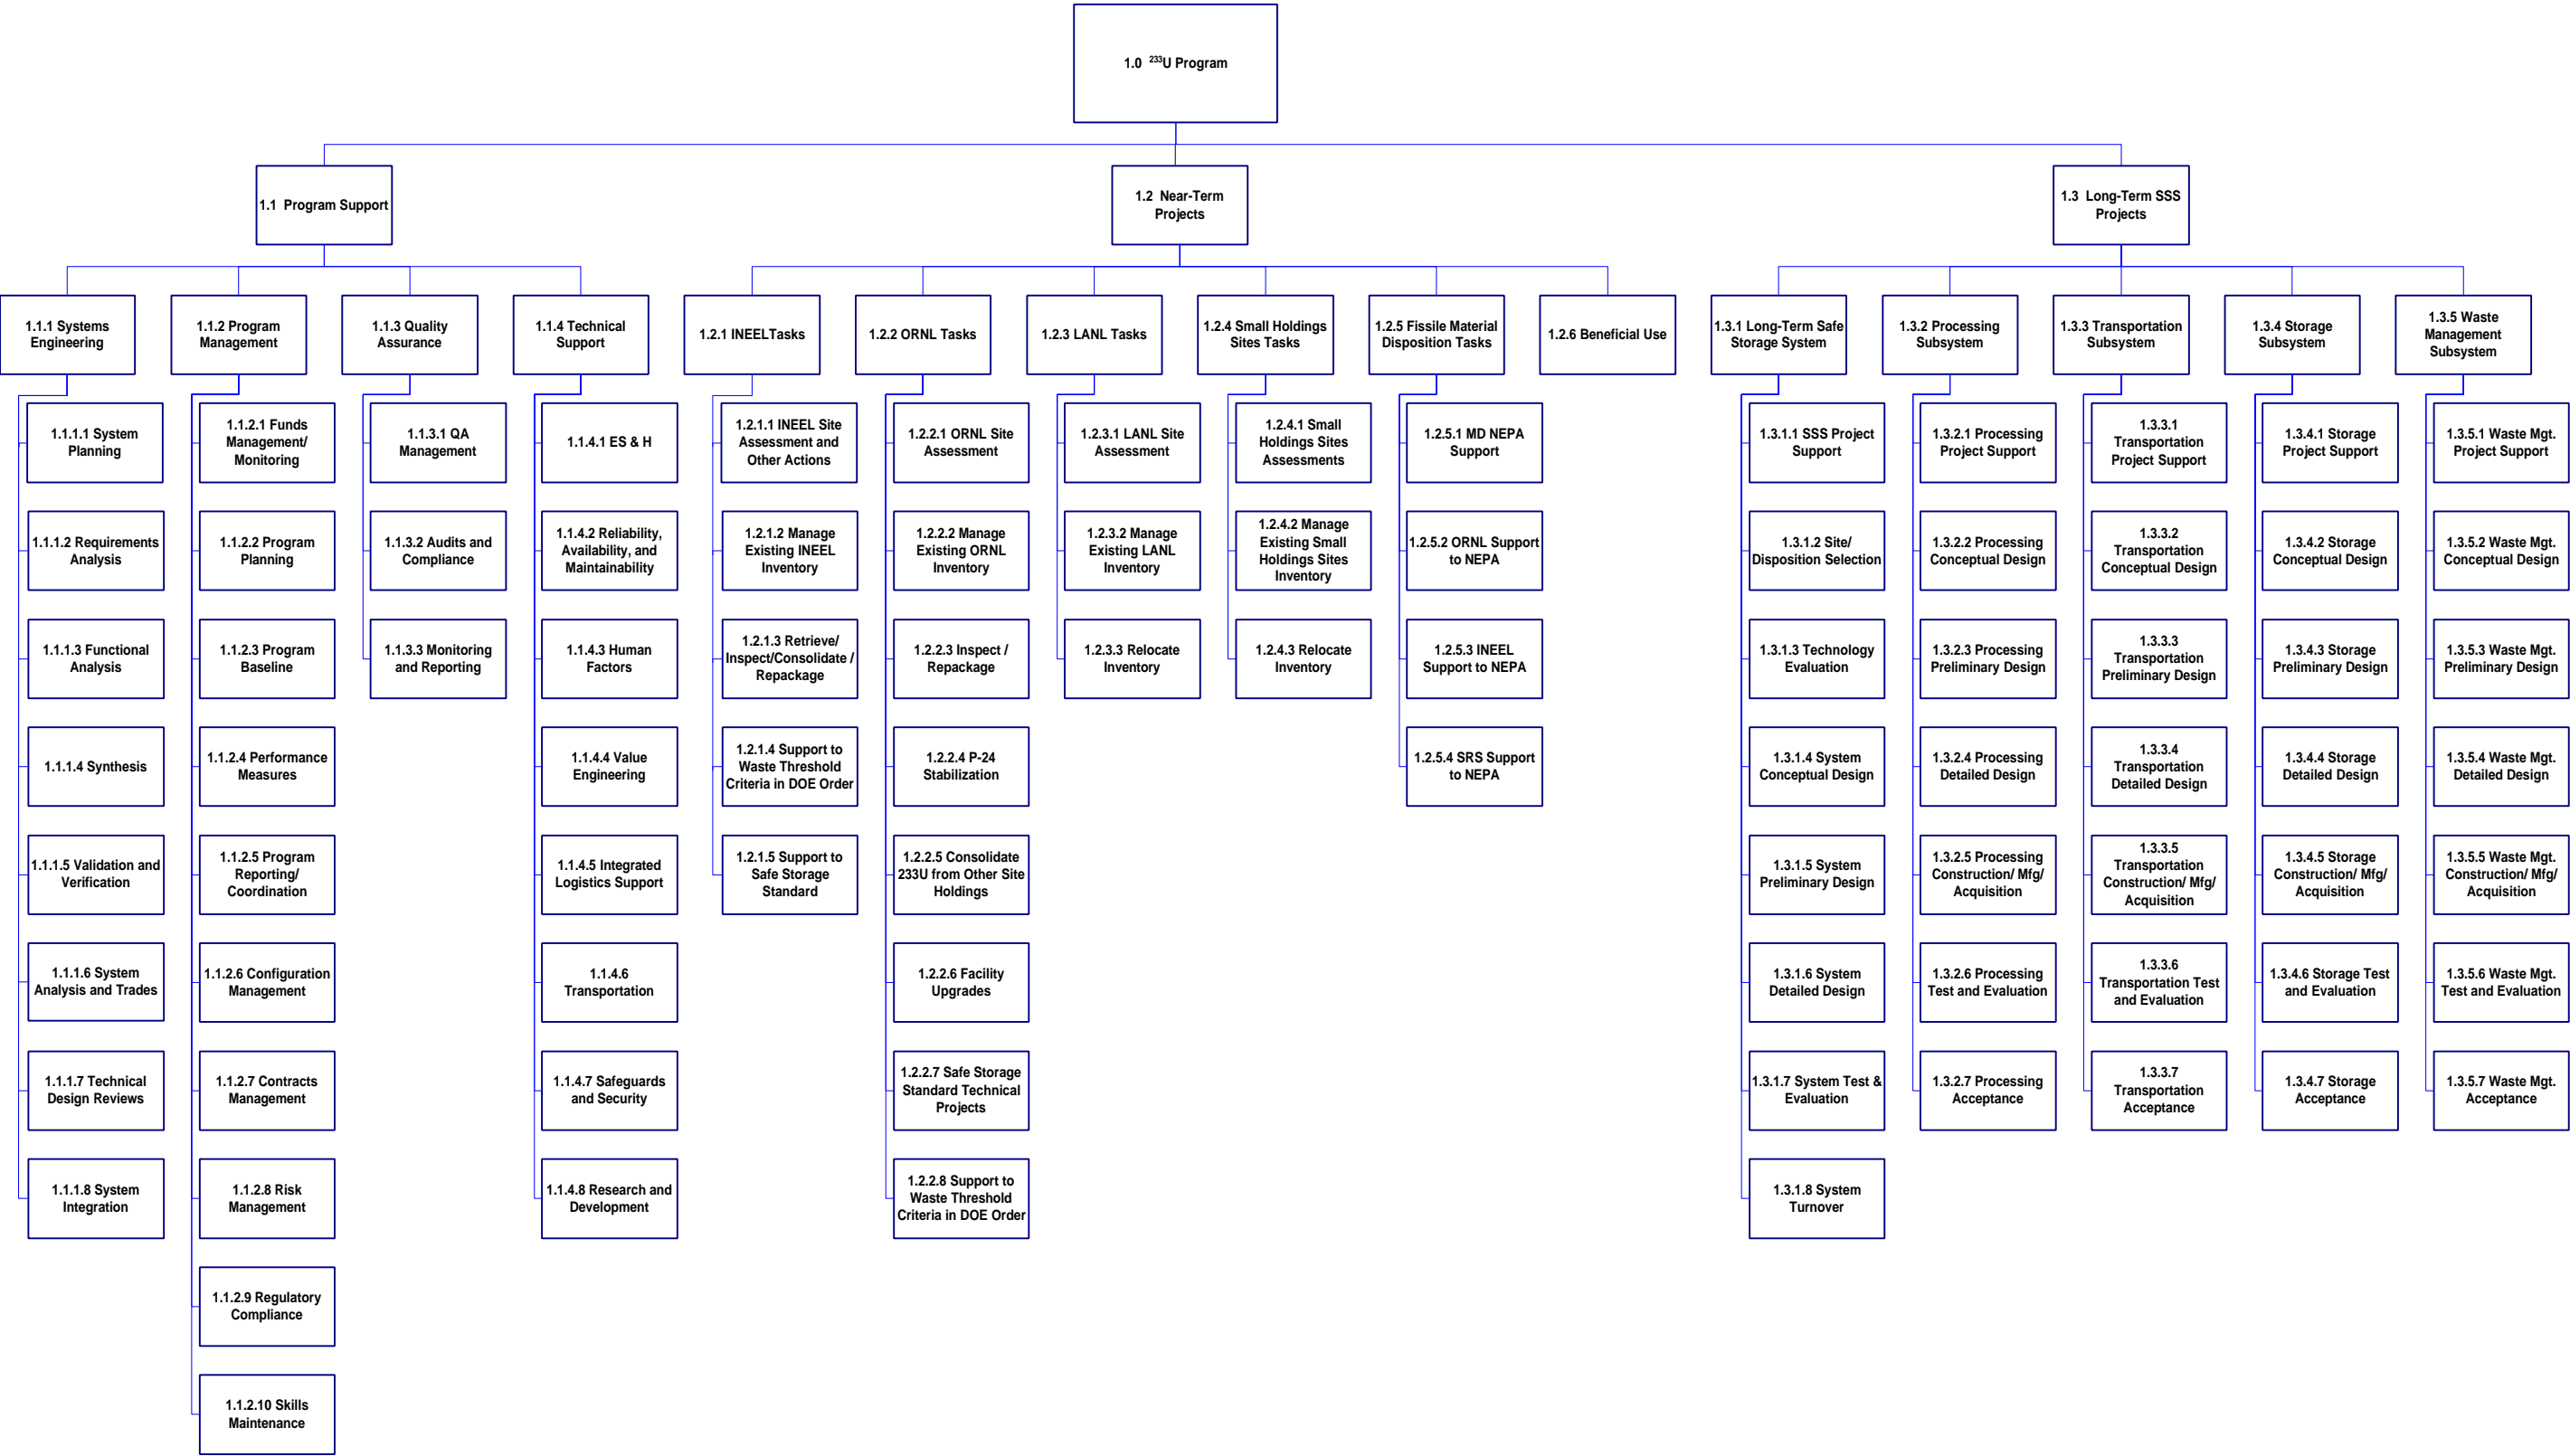 1.0 ²³³U Program
1.1 Program Support
1.2 Near-Term
Projects
1.3 Long-Term SSS
Projects
1.1.1 Systems
Engineering
1.1.2 Program
Management
1.1.3 Quality
Assurance
1.1.4 Technical
Support
1.2.1 INEELTasks
1.2.2 ORNL Tasks
1.2.3 LANL Tasks
1.2.4 Small Holdings
Sites Tasks
1.2.5 Fissile Material
Disposition Tasks
1.2.6 Beneficial Use
1.3.1 Long-Term Safe
Storage System
1.3.2 Processing
Subsystem
1.3.3 Transportation
Subsystem
1.3.4 Storage
Subsystem
1.3.5 Waste
Management
Subsystem
1.1.1.1 System
Planning
1.1.1.2 Requirements
Analysis
1.1.1.3 Functional
Analysis
1.1.1.4 Synthesis
1.1.1.5 Validation and
Verification
1.1.1.6 System
Analysis and Trades
1.1.1.7 Technical
Design Reviews
1.1.1.8 System
Integration
1.1.2.1 Funds
Management/
Monitoring
1.1.2.2 Program
Planning
1.1.2.3 Program
Baseline
1.1.2.4 Performance
Measures
1.1.2.5 Program
Reporting/
Coordination
1.1.2.6 Configuration
Management
1.1.2.7 Contracts
Management
1.1.2.8 Risk
Management
1.1.2.9 Regulatory
Compliance
1.1.2.10 Skills
Maintenance
1.1.3.1 QA
Management
1.1.3.2 Audits and
Compliance
1.1.3.3 Monitoring
and Reporting
1.1.4.1 ES & H
1.1.4.2 Reliability,
Availability, and
Maintainability
1.1.4.3 Human
Factors
1.1.4.4 Value
Engineering
1.1.4.5 Integrated
Logistics Support
1.1.4.6
Transportation
1.1.4.7 Safeguards
and Security
1.1.4.8 Research and
Development
1.2.1.1 INEEL Site
Assessment and
Other Actions
1.2.1.2 Manage
Existing INEEL
Inventory
1.2.1.3 Retrieve/
Inspect/Consolidate /
Repackage
1.2.1.4 Support to
Waste Threshold
Criteria in DOE Order
1.2.1.5 Support to
Safe Storage
Standard
1.2.2.1 ORNL Site
Assessment
1.2.2.2 Manage
Existing ORNL
Inventory
1.2.2.3 Inspect /
Repackage
1.2.2.4 P-24
Stabilization
1.2.2.5 Consolidate
233U from Other Site
Holdings
1.2.2.6 Facility
Upgrades
1.2.2.7 Safe Storage
Standard Technical
Projects
1.2.2.8 Support to
Waste Threshold
Criteria in DOE Order
1.2.3.1 LANL Site
Assessment
1.2.3.2 Manage
Existing LANL
Inventory
1.2.3.3 Relocate
Inventory
1.2.4.1 Small
Holdings Sites
Assessments
1.2.4.2 Manage
Existing Small
Holdings Sites
Inventory
1.2.4.3 Relocate
Inventory
1.2.5.1 MD NEPA
Support
1.2.5.2 ORNL Support
to NEPA
1.2.5.3 INEEL
Support to NEPA
1.2.5.4 SRS Support
to NEPA
1.3.1.1 SSS Project
Support
1.3.1.2 Site/
Disposition Selection
1.3.1.3 Technology
Evaluation
1.3.1.4 System
Conceptual Design
1.3.1.5 System
Preliminary Design
1.3.1.6 System
Detailed Design
1.3.1.7 System Test &
Evaluation
1.3.1.8 System
Turnover
1.3.2.1 Processing
Project Support
1.3.2.2 Processing
Conceptual Design
1.3.2.3 Processing
Preliminary Design
1.3.2.4 Processing
Detailed Design
1.3.2.5 Processing
Construction/ Mfg/
Acquisition
1.3.2.6 Processing
Test and Evaluation
1.3.2.7 Processing
Acceptance
1.3.3.1
Transportation
Project Support
1.3.3.2
Transportation
Conceptual Design
1.3.3.3
Transportation
Preliminary Design
1.3.3.4
Transportation
Detailed Design
1.3.3.5
Transportation
Construction/ Mfg/
Acquisition
1.3.3.6
Transportation Test
and Evaluation
1.3.3.7
Transportation
Acceptance
1.3.4.1 Storage
Project Support
1.3.4.2 Storage
Conceptual Design
1.3.4.3 Storage
Preliminary Design
1.3.4.4 Storage
Detailed Design
1.3.4.5 Storage
Construction/ Mfg/
Acquisition
1.3.4.6 Storage Test
and Evaluation
1.3.4.7 Storage
Acceptance
1.3.5.1 Waste Mgt.
Project Support
1.3.5.2 Waste Mgt.
Conceptual Design
1.3.5.3 Waste Mgt.
Preliminary Design
1.3.5.4 Waste Mgt.
Detailed Design
1.3.5.5 Waste Mgt.
Construction/ Mfg/
Acquisition
1.3.5.6 Waste Mgt.
Test and Evaluation
1.3.5.7 Waste Mgt.
Acceptance